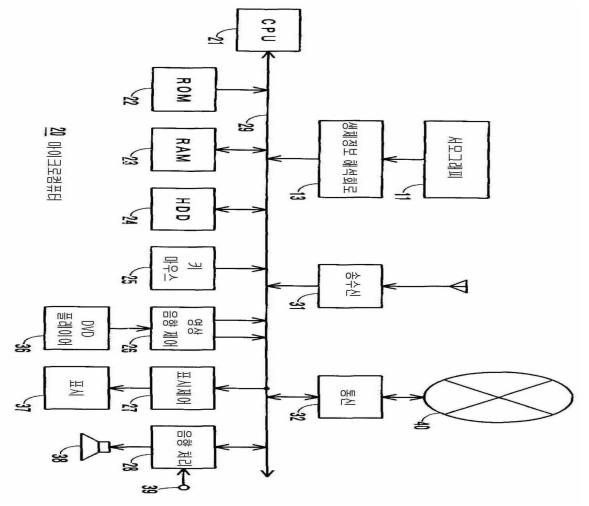 서모그래피
11
40
생체정보 해석회로
13
송수신
31
통신
32
CPU
21
29
ROM
22
RAM
23
HDD
24
키
마우스
25
영상
음향 제어
26
표시제어
27
음향 처리
28
39
DVD
플레이어
36
표시
37
38
20 마이크로컴퓨터